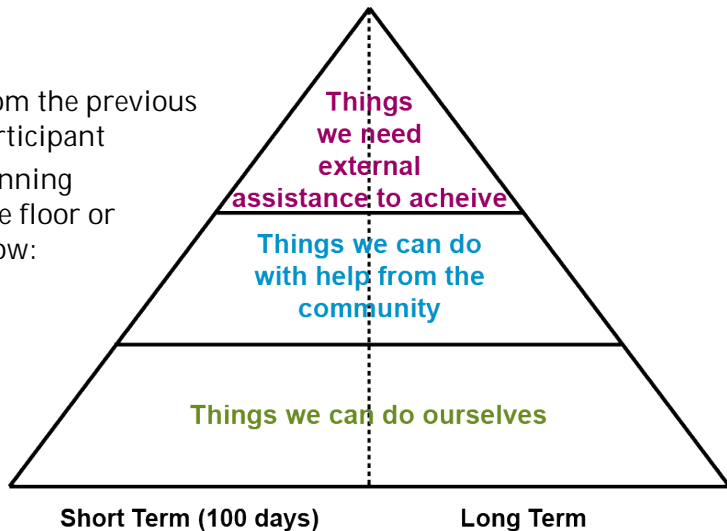 om the previous
rticipant
nning
e floor or
ow:
Things
we need
external
assistance to acheive
Things we can do
with help from the
community
Things we can do ourselves
Short Term (100 days)
Long Term